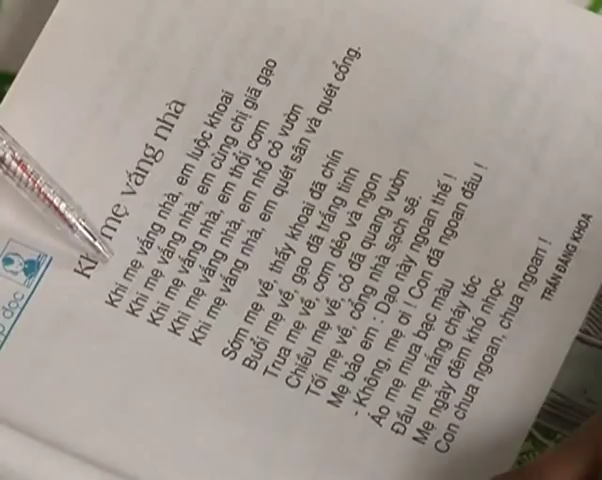 Khi mẹ vắng nhà
Khi mẹ vắng nhà, em luộc khoai
Khi mẹ vắng nhà, em cùng chị giã gạo
Khi mẹ vắng nhà, em thổi cơm
Khi mẹ vắng nhà, em nhổ cỏ vườn
Khi mẹ vắng nhà, em quét sân và quét cổng.
Sớm mẹ về, thấy khoai đã chín
Buổi mẹ về, gạo đã trắng tinh
Trưa mẹ về, cơm dẻo và ngon
Chiều mẹ về, cỏ đã quang vườn
Tối mẹ về, cổng nhà sạch sẽ.
Mẹ bảo em : Dạo này ngoan thế !
- Không, mẹ ơi ! Con đã ngoan đâu !
Áo mẹ mưa bạc màu
Đầu mẹ nắng cháy tóc
Mẹ ngày đêm khó nhọc
Con chưa ngoan, chưa ngoan !
TRẦN ĐĂNG KHOA
đọc